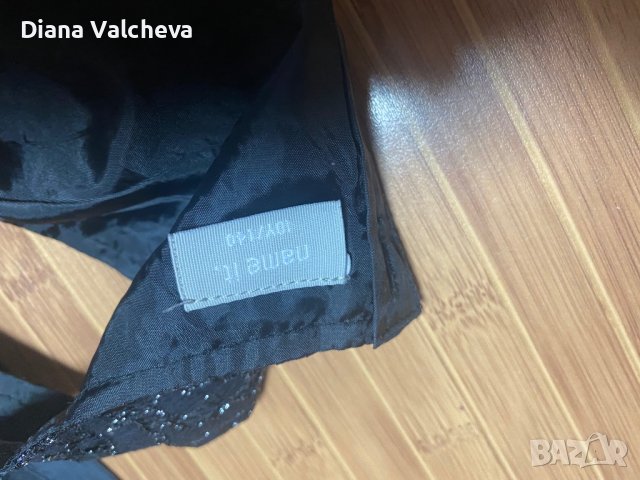 Diana Valcheva
name it.
10Y/140
BAZAR